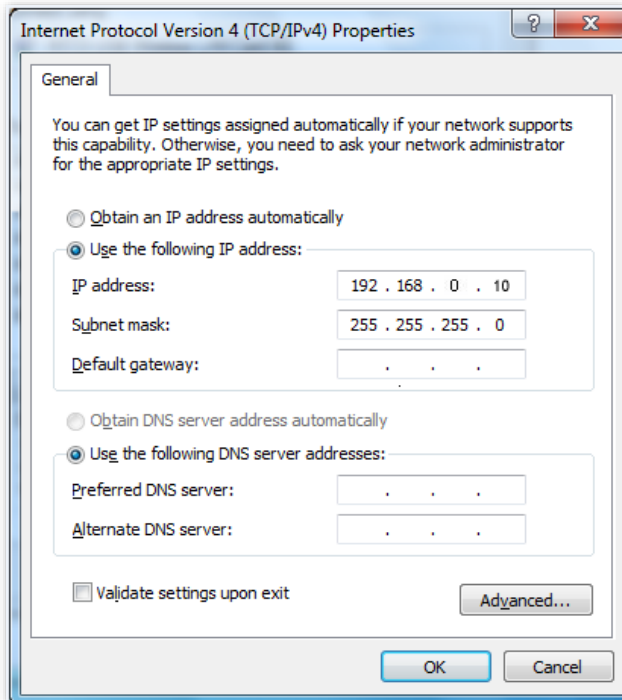 Internet Protocol Version 4 (TCP/IPv4) Properties
General
You can get IP settings assigned automatically if your network supports
this capability. Otherwise, you need to ask your network administrator
for the appropriate IP settings.
Obtain an IP address automatically
Use the following IP address:
IP address: 192 . 168 . 0 . 10
Subnet mask: 255 . 255 . 255 . 0
Default gateway: . . .
Obtain DNS server address automatically
Use the following DNS server addresses:
Preferred DNS server: . . .
Alternate DNS server: . . .
Validate settings upon exit
Advanced...
OK Cancel